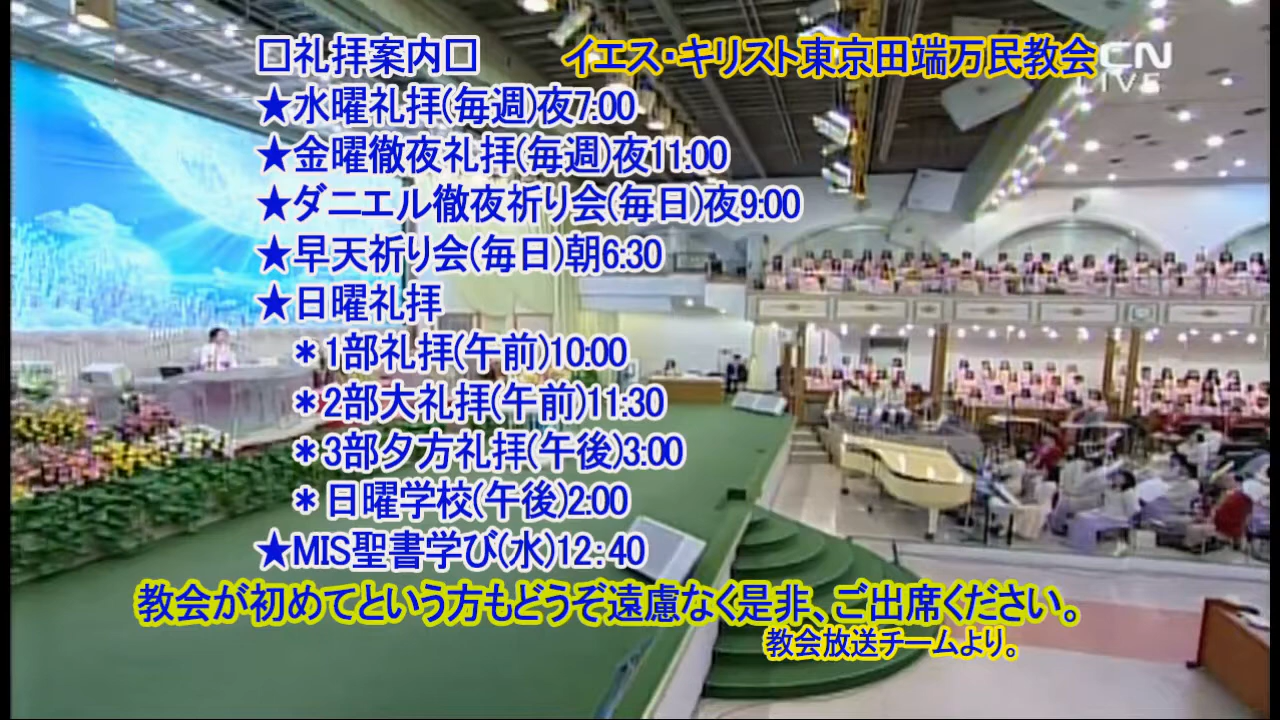 □礼拝案内□ イエス・キリスト東京田端万民教会 CN
LIVE
★水曜礼拝(毎週)夜7:00
★金曜徹夜礼拝(毎週)夜11:00
★ダニエル徹夜祈り会(毎日)夜9:00
★早天祈り会(毎日)朝6:30
★日曜礼拝
*1部礼拝(午前)10:00
*2部大礼拝(午前)11:30
*3部夕方礼拝(午後)3:00
*日曜学校(午後)2:00
★MIS聖書学び(水)12:40
教会が初めてという方もどうぞ遠慮なく是非、ご出席ください。
教会放送チームより。